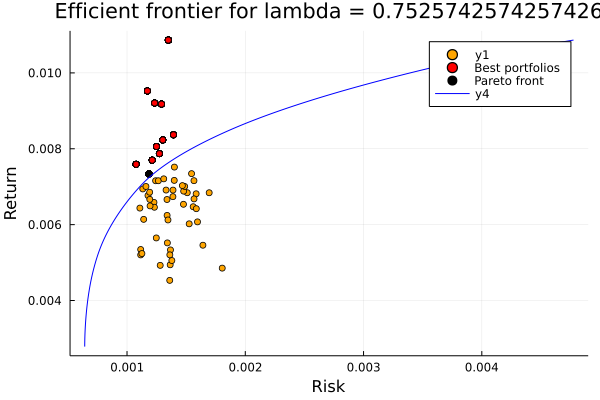 Efficient frontier for lambda = 0.7525742574257426
y1
Best portfolios
Pareto front
y4
0.010
0.008
0.006
0.004
Return
0.001
0.002
0.003
0.004
Risk